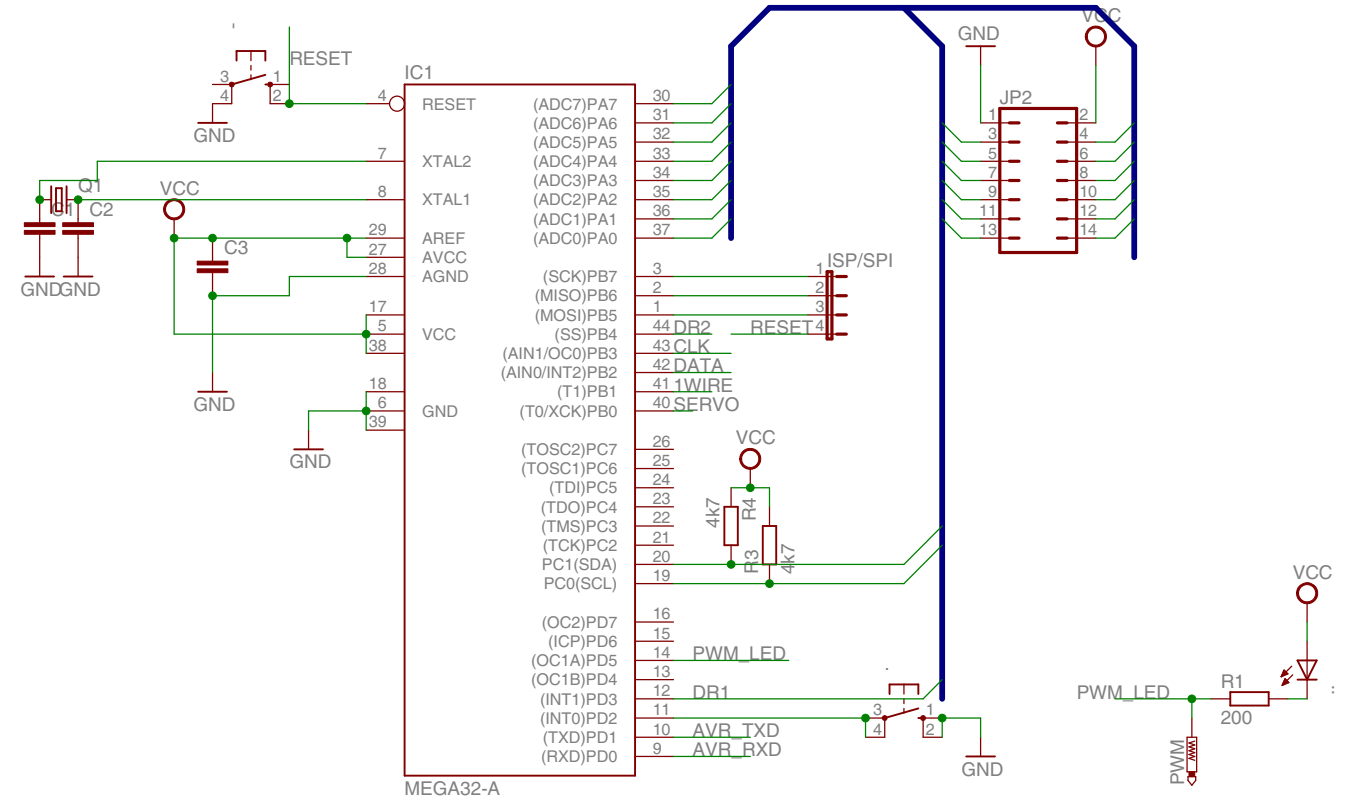 VCC
GND
RESET
IC1
3
1
4
2
GND
4
RESET
(ADC7)PA7
30
(ADC6)PA6
31
(ADC5)PA5
32
7
XTAL2
(ADC4)PA4
33
(ADC3)PA3
34
8
XTAL1
(ADC2)PA2
35
(ADC1)PA1
36
29
AREF
(ADC0)PA0
37
27
AVCC
28
AGND
Q1
C1
C2
VCC
C3
GND
GND
JP2
1
2
3
4
5
6
7
8
9
10
11
12
13
14
(SCK)PB7
3
(MISO)PB6
2
(MOSI)PB5
1
(SS)PB4
44
DR2
(AIN1/OC0)PB3
43
CLK
(AIN0/INT2)PB2
42
DATA
(T1)PB1
41
1WIRE
(T0/XCK)PB0
40
SERVO
ISP/SPI
1
2
3
RESET
4
17
5
VCC
38
GND
18
6
GND
39
GND
(TOSC2)PC7
26
(TOSC1)PC6
25
(TDI)PC5
24
(TDO)PC4
23
(TMS)PC3
22
(TCK)PC2
21
PC1(SDA)
20
PC0(SCL)
19
VCC
4k7
R4
R3
4k7
(OC2)PD7
16
(ICP)PD6
15
(OC1A)PD5
14
PWM_LED
(OC1B)PD4
13
(INT1)PD3
12
DR1
(INT0)PD2
11
(TXD)PD1
10
AVR_TXD
(RXD)PD0
9
AVR_RXD
3
1
4
2
GND
MEGA32-A
VCC
PWM_LED
R1
200
PWM